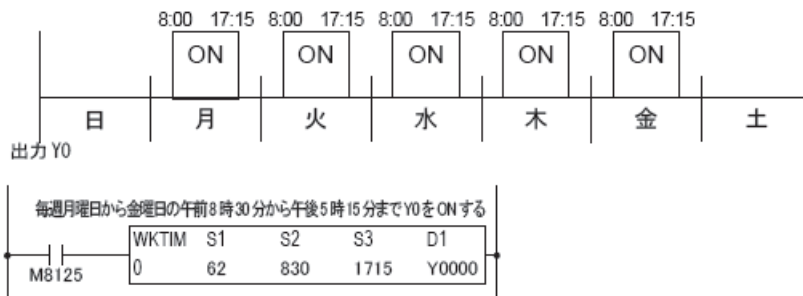 8:00 17:15 8:00 17:15 8:00 17:15 8:00 17:15 8:00 17:15
ON ON ON ON ON
日 月 火 水 木 金 土
出力 Y0
毎週月曜日から金曜日の午前8時30分から午後5時15分までY0をONする
WKTIM S1 S2 S3 D1
0 62 830 1715 Y0000
M8125